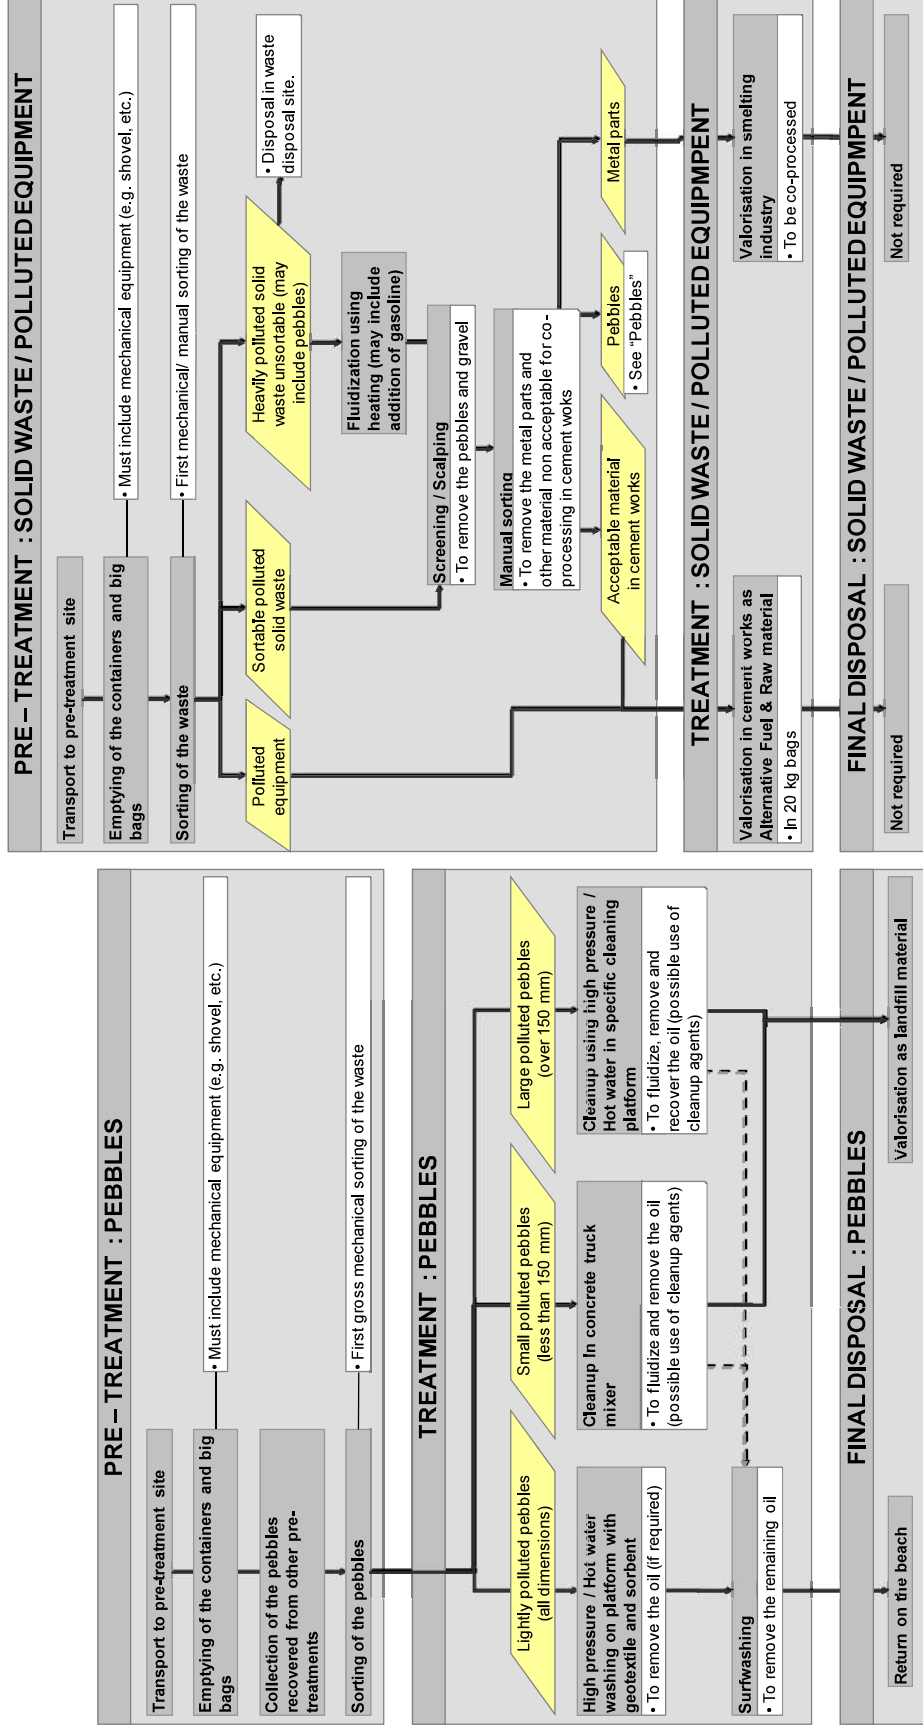 PRE – TREATMENT : PEBBLES
Transport to pre-treatment site
Emptying of the containers and big
bags
• Must include mechanical equipment (e.g. shovel, etc.)
Collection of the pebbles
recovered from other pre-
treatments
Sorting of the pebbles
• First gross mechanical sorting of the waste
TREATMENT : PEBBLES
Lightly polluted pebbles
(all dimensions)
Small polluted pebbles
(less than 150 mm)
Large polluted pebbles
(over 150 mm)
High pressure / Hot water
washing on platform with
geotextile and sorbent
• To remove the oil (if required)
Cleanup In concrete truck
mixer
• To fluidize and remove the oil
(possible use of cleanup agents)
Cleanup using high pressure /
Hot water in specific cleaning
platform
• To fluidize, remove and
recover the oil (possible use of
cleanup agents)
Surfwashing
• To remove the remaining oil
FINAL DISPOSAL : PEBBLES
Return on the beach
Valorisation as landfill material
PRE – TREATMENT : SOLID WASTE / POLLUTED EQUIPMENT
Transport to pre-treatment site
Emptying of the containers and big
bags
• Must include mechanical equipment (e.g. shovel, etc.)
Sorting of the waste
• First mechanical/ manual sorting of the waste
Polluted
equipment
Sortable polluted
solid waste
Heavily polluted solid
waste unsortable (may
include pebbles)
• Disposal in waste
disposal site.
Fluidization using
heating (may include
addition of gasoline)
Screening / Scalping
• To remove the pebbles and gravel
Manual sorting
• To remove the metal parts and
other material non acceptable for co-
processing in cement woks
Acceptable material
in cement works
Pebbles
• See “Pebbles”
Metal parts
TREATMENT : SOLID WASTE / POLLUTED EQUIPMPENT
Valorisation in cement works as
Alternative Fuel & Raw material
• In 20 kg bags
Valorisation in smelting
industry
• To be co-processed
FINAL DISPOSAL : SOLID WASTE / POLLUTED EQUIPMPENT
Not required
Not required